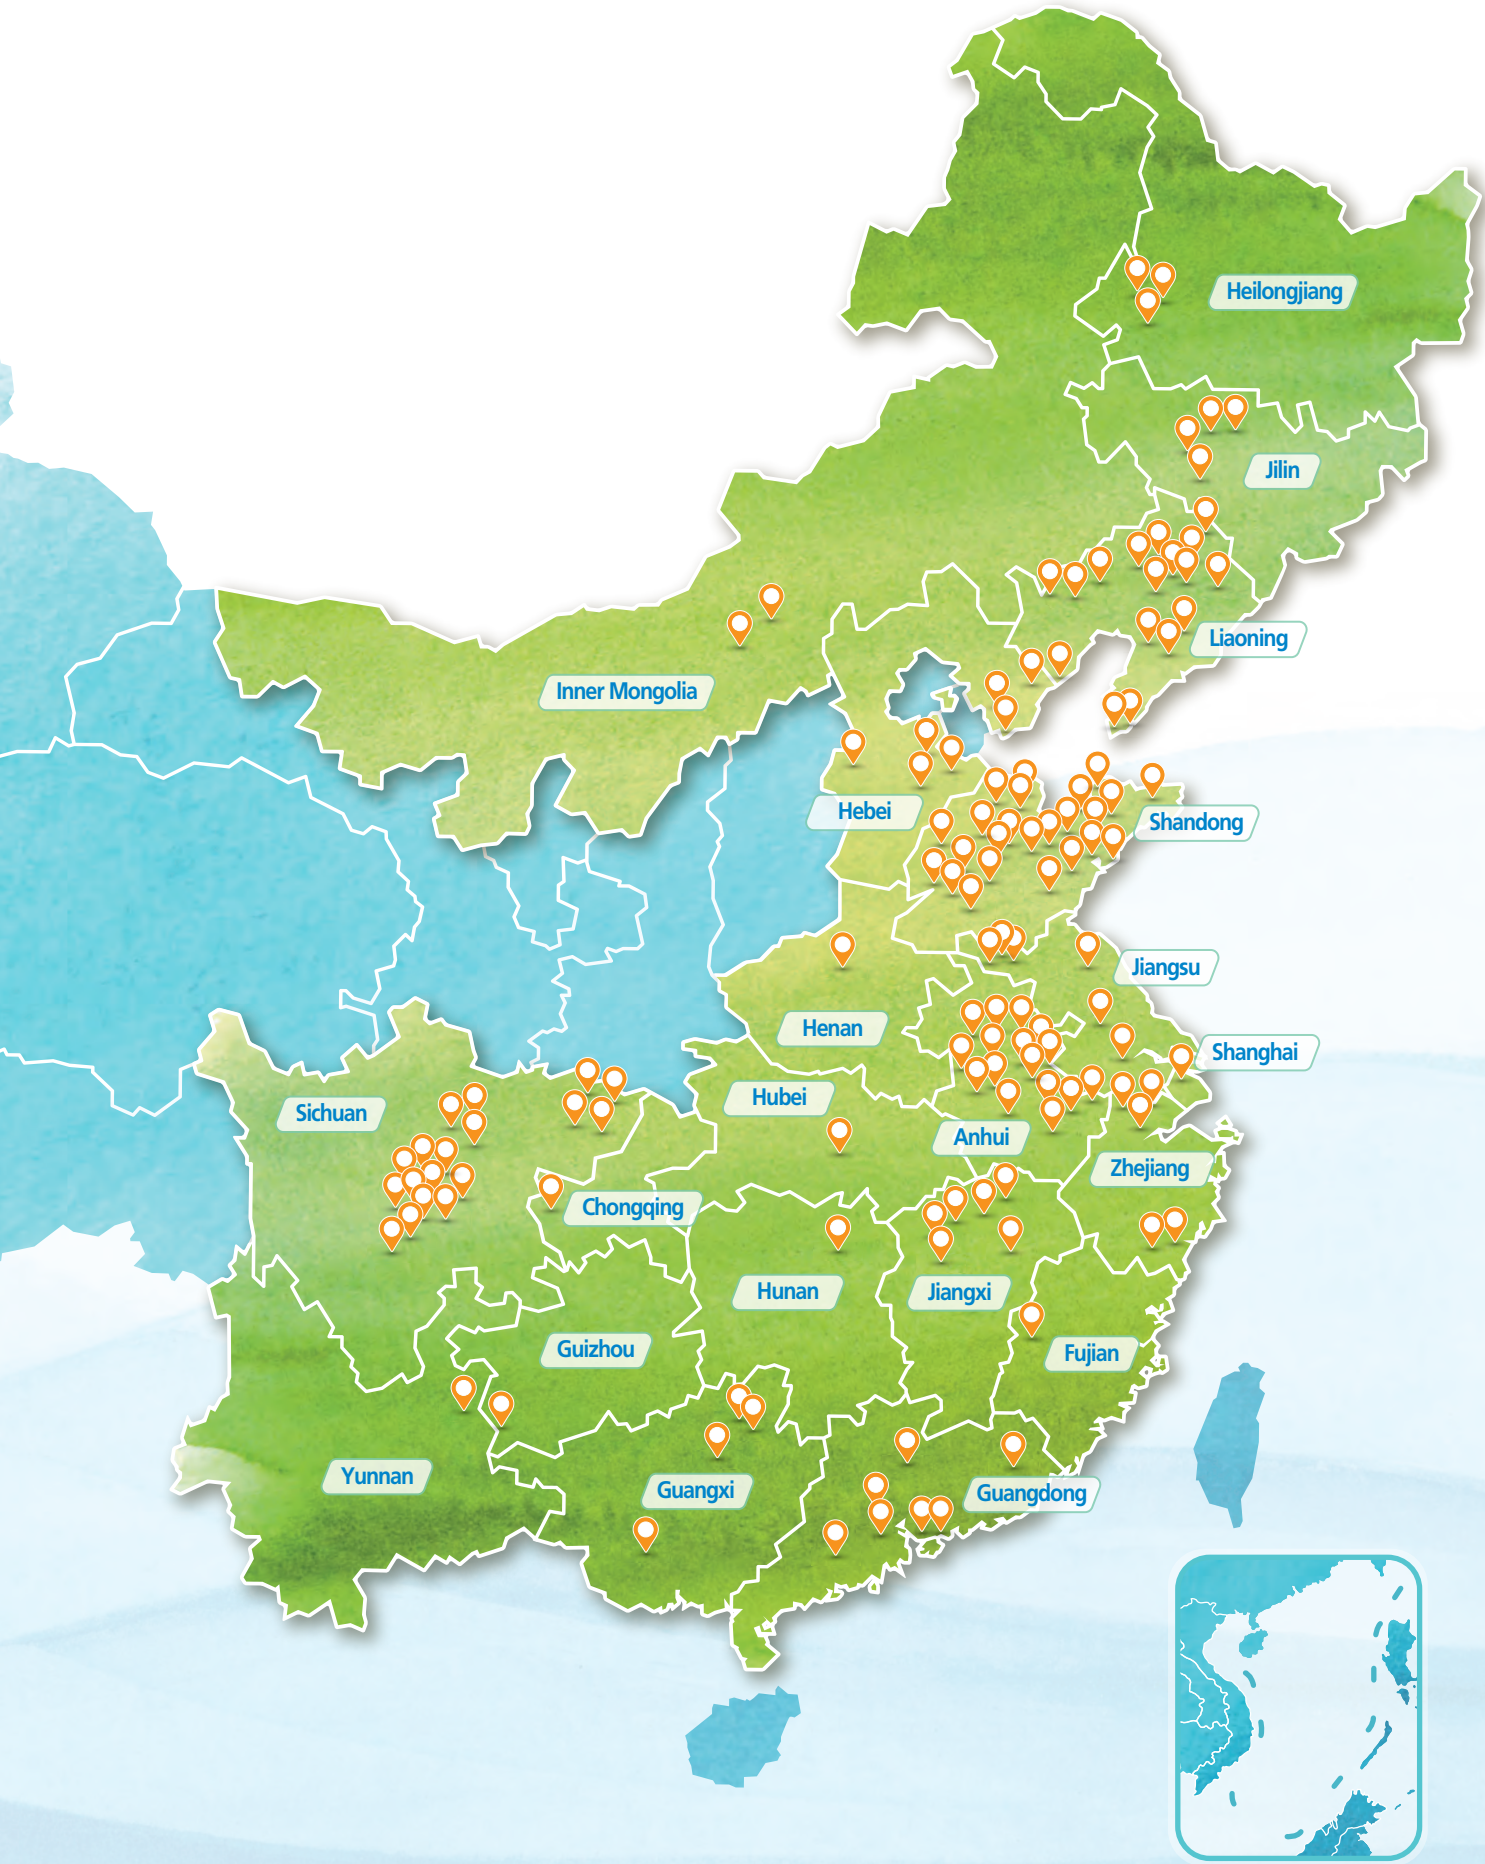 Heilongjiang
Jilin
Liaoning
Inner Mongolia
Hebei
Shandong
Jiangsu
Henan
Shanghai
Hubei
Sichuan
Anhui
Zhejiang
Chongqing
Hunan
Jiangxi
Guizhou
Fujian
Yunnan
Guangxi
Guangdong